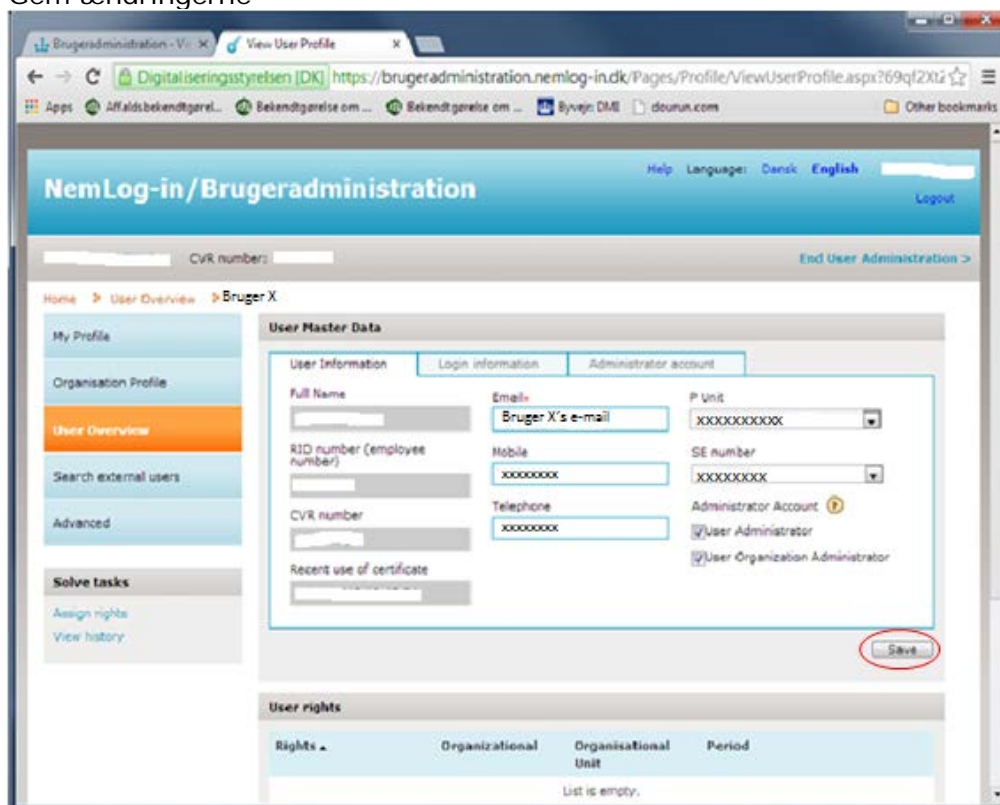 Gem ændringerne
Brugeradministration - Vi
View User Profile
Digitaliseringsstyrelsen [DK] https://brugeradministration.nemlog-in.dk/Pages/Profile/ViewUserProfile.aspx?69qf2Xt
Apps Affaldsbekendtgørel... Bekendtgørelse om ... Bekendtgørelse om ... Byvejr: DMI dourun.com Other bookmarks
Help Language: Dansk English
NemLog-in/Brugeradministration
Logout
CVR number:
End User Administration >
Home User Overview Bruger X
My Profile
Organisation Profile
User Overview
Search external users
Advanced
Solve tasks
Assign rights
View history
User Master Data
User Information Login information Administrator account
Full Name
RID number (employee
number)
CVR number
Recent use of certificate
Email*
Bruger X's e-mail
Mobile
xxxxxxxx
Telephone
xxxxxxxx
P Unit
xxxxxxxxxx
SE number
xxxxxxxx
Administrator Account
User Administrator
User Organization Administrator
Save
User rights
Rights Organizational Organisational Period
Unit
List is empty.